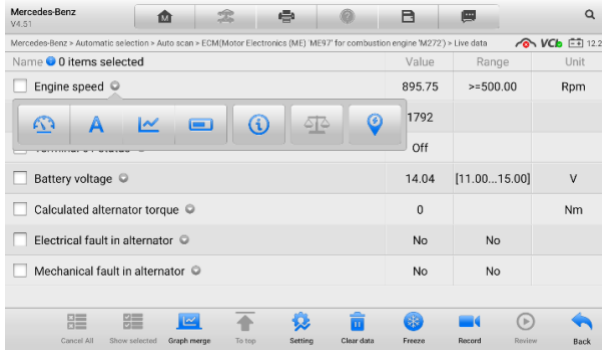 Mercedes-Benz
V4.51
Mercedes-Benz > Automatic selection > Auto scan > ECM(Motor Electronics (ME) 'ME97' for combustion engine 'M272') > Live data VCI 12.2
Name 0 items selected Value Range Unit
Engine speed 895.75 >=500.00 Rpm
A
1792
Off
Battery voltage 14.04 [11.00...15.00] V
Calculated alternator torque 0 Nm
Electrical fault in alternator No No
Mechanical fault in alternator No No
Cancel All Show selected Graph merge To top Setting Clear data Freeze Record Review Back